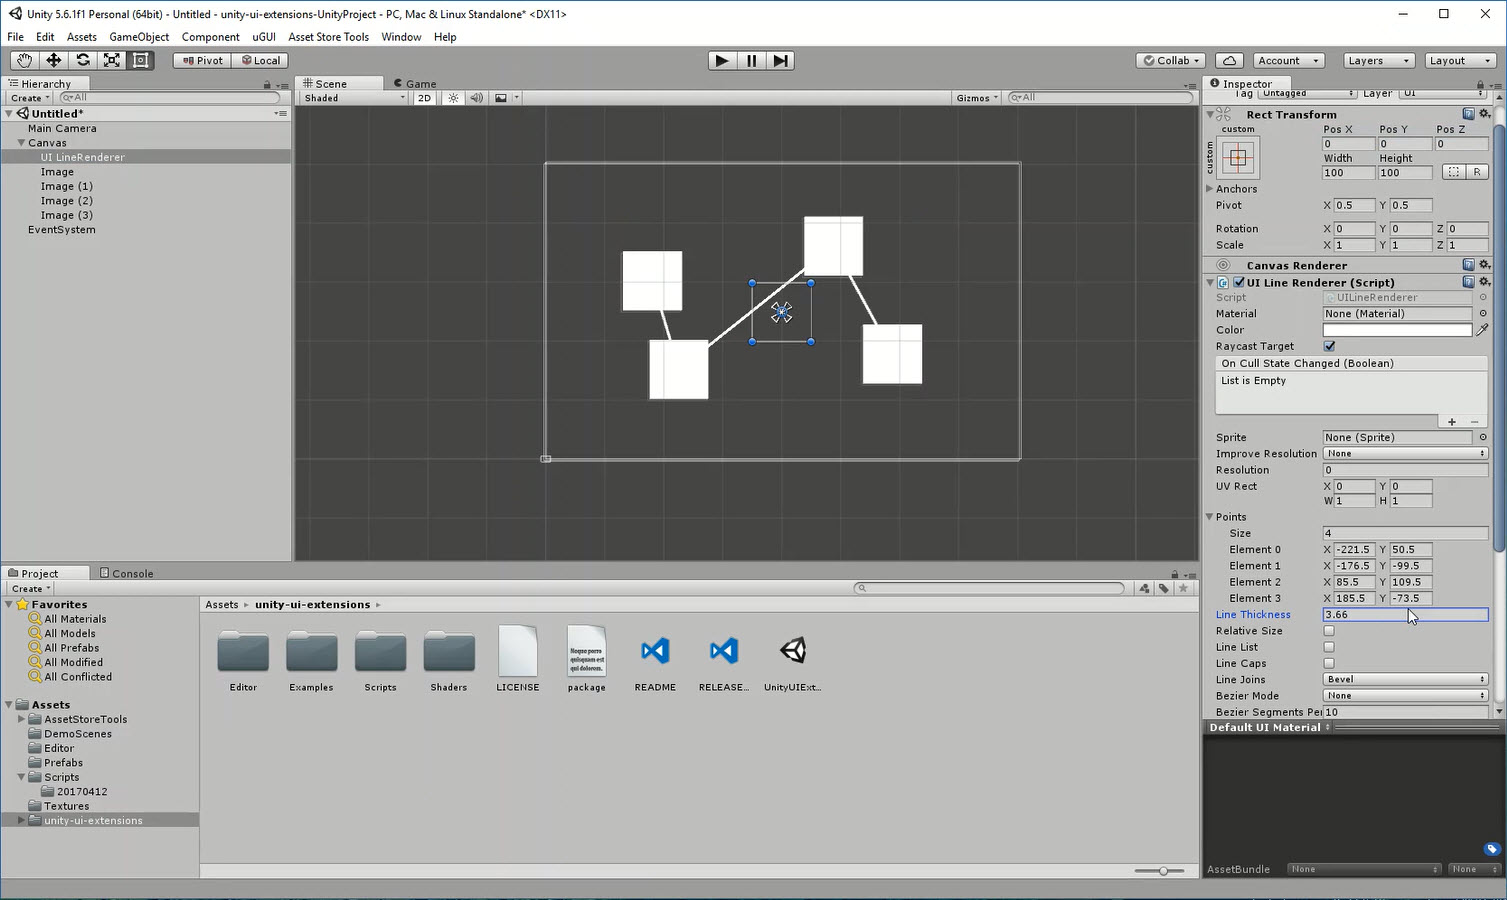 Unity 5.6.1f1 Personal (64bit) - Untitled - unity-ui-extensions-UnityProject - PC, Mac & Linux Standalone* <DX11>
File Edit Assets GameObject Component uGUI Asset Store Tools Window Help
Pivot Local Collab Account Layers Layout
Hierarchy
Create All
Untitled*
Main Camera
Canvas
UI LineRenderer
Image
Image (1)
Image (2)
Image (3)
EventSystem
Scene Game
Shaded 2D Gizmos All
Inspector
Tag Untagged Layer UI
Rect Transform
custom Pos X Pos Y Pos Z
custom
0 0 0
Width Height
100 100 R
Anchors
Pivot X 0.5 Y 0.5
Rotation X 0 Y 0 Z 0
Scale X 1 Y 1 Z 1
Canvas Renderer
UI Line Renderer (Script)
Script UILineRenderer
Material None (Material)
Color
Raycast Target
On Cull State Changed (Boolean)
List is Empty
+ −
Sprite None (Sprite)
Improve Resolution None
Resolution 0
UV Rect X 0 Y 0
W 1 H 1
Points
Size 4
Element 0 X -221.5 Y 50.5
Element 1 X -176.5 Y -99.5
Element 2 X 85.5 Y 109.5
Element 3 X 185.5 Y -73.5
Line Thickness 3.66
Relative Size
Line List
Line Caps
Line Joins Bevel
Bezier Mode None
Bezier Segments Per 10
Default UI Material
AssetBundle None None
Project Console
Create
Favorites
All Materials
All Models
All Prefabs
All Modified
All Conflicted
Assets
AssetStoreTools
DemoScenes
Editor
Prefabs
Scripts
20170412
Textures
unity-ui-extensions
Assets unity-ui-extensions
Neque porro
quisquam est
qui dolorem.
Editor Examples Scripts Shaders LICENSE package README RELEASE... UnityUIExt...